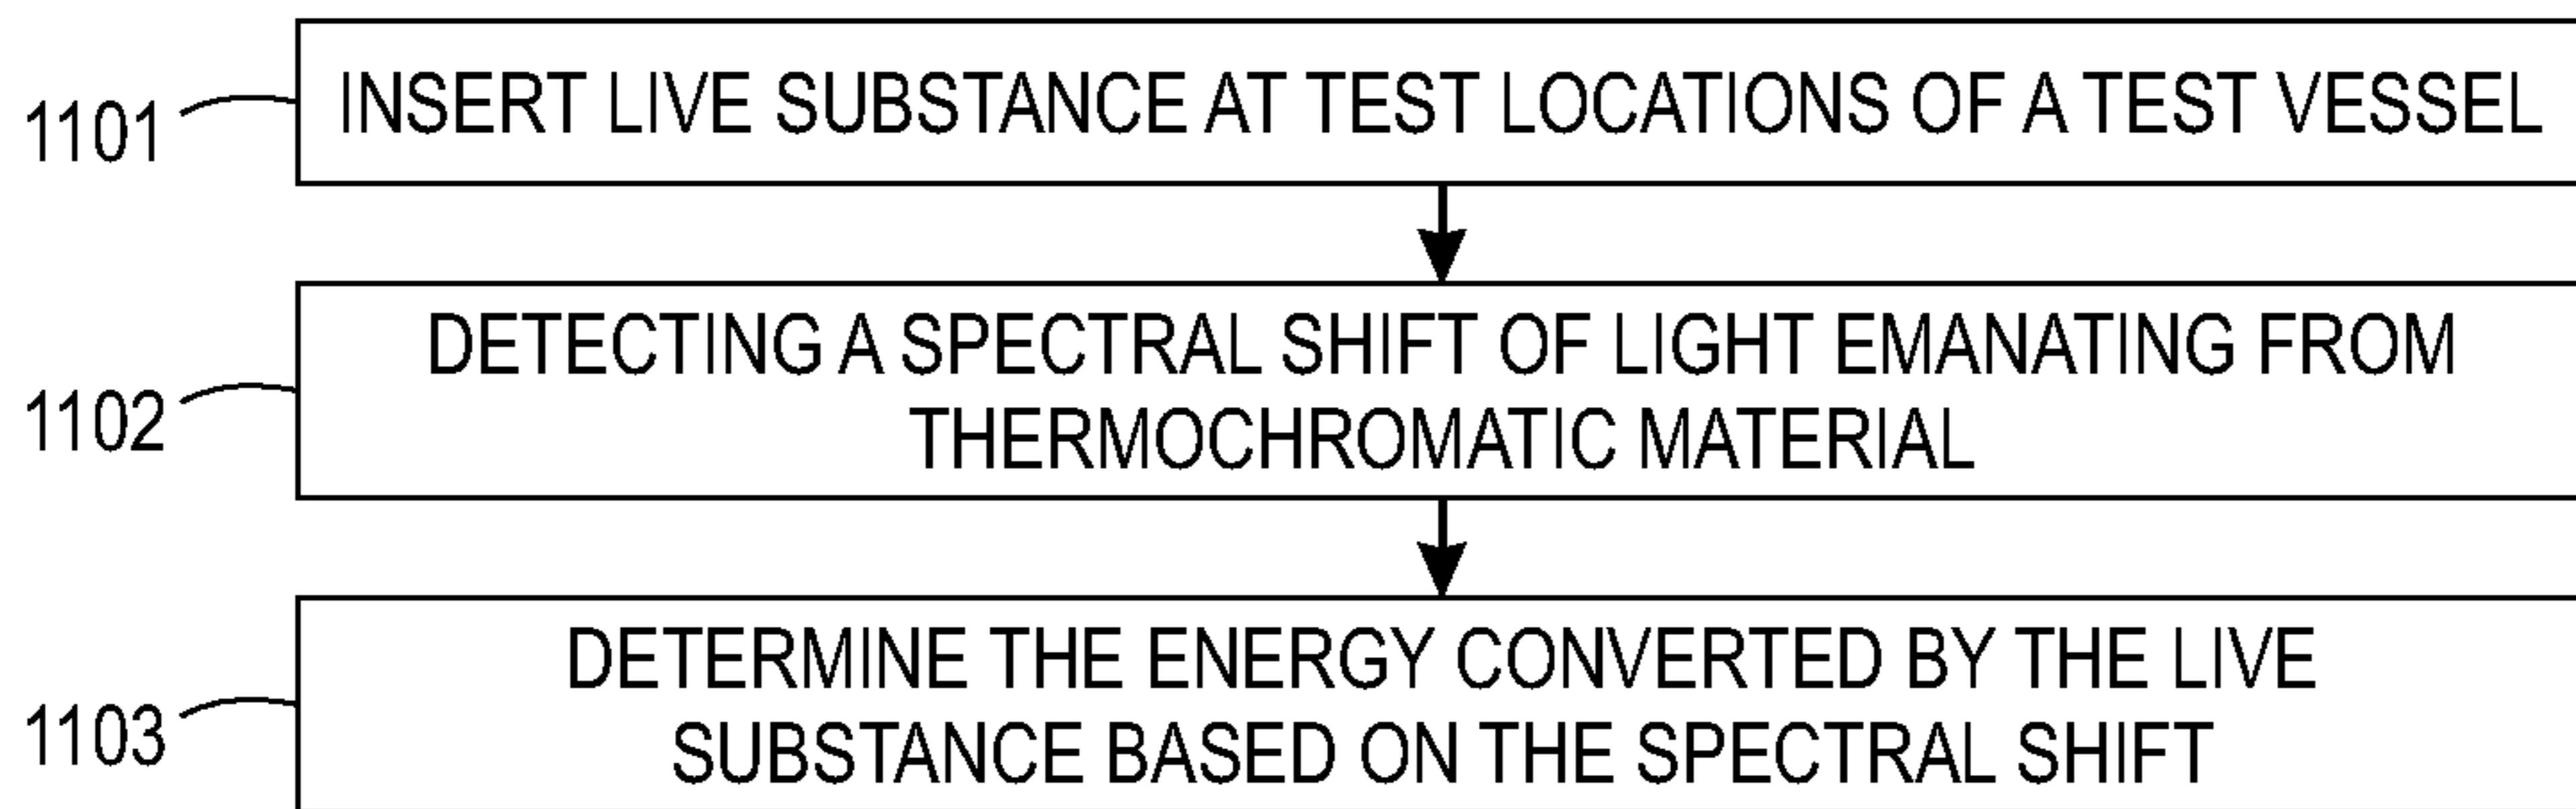 1101 INSERT LIVE SUBSTANCE AT TEST LOCATIONS OF A TEST VESSEL
DETECTING A SPECTRAL SHIFT OF LIGHT EMANATING FROM
1102
THERMOCHROMATIC MATERIAL
DETERMINE THE ENERGY CONVERTED BY THE LIVE
1103
SUBSTANCE BASED ON THE SPECTRAL SHIFT